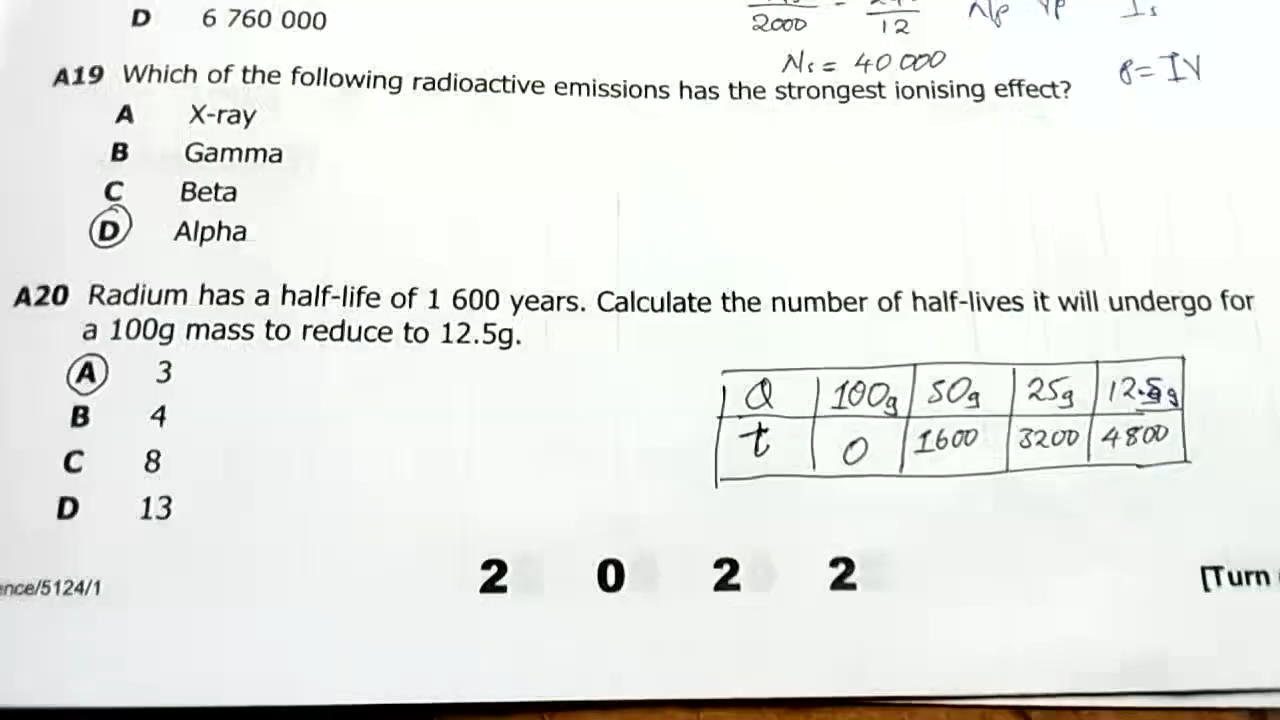 D 6 760 000
2000 12
Ns = 40 000
A19 Which of the following radioactive emissions has the strongest ionising effect?
= IV
A X-ray
B Gamma
C Beta
D Alpha
A20 Radium has a half-life of 1 600 years. Calculate the number of half-lives it will undergo for
a 100g mass to reduce to 12.5g.
A 3
B 4
C 8
D 13
Q 100g 50g 25g 12.5g
t 0 1600 3200 4800
2 0 2 2
ence/5124/1
[Turn